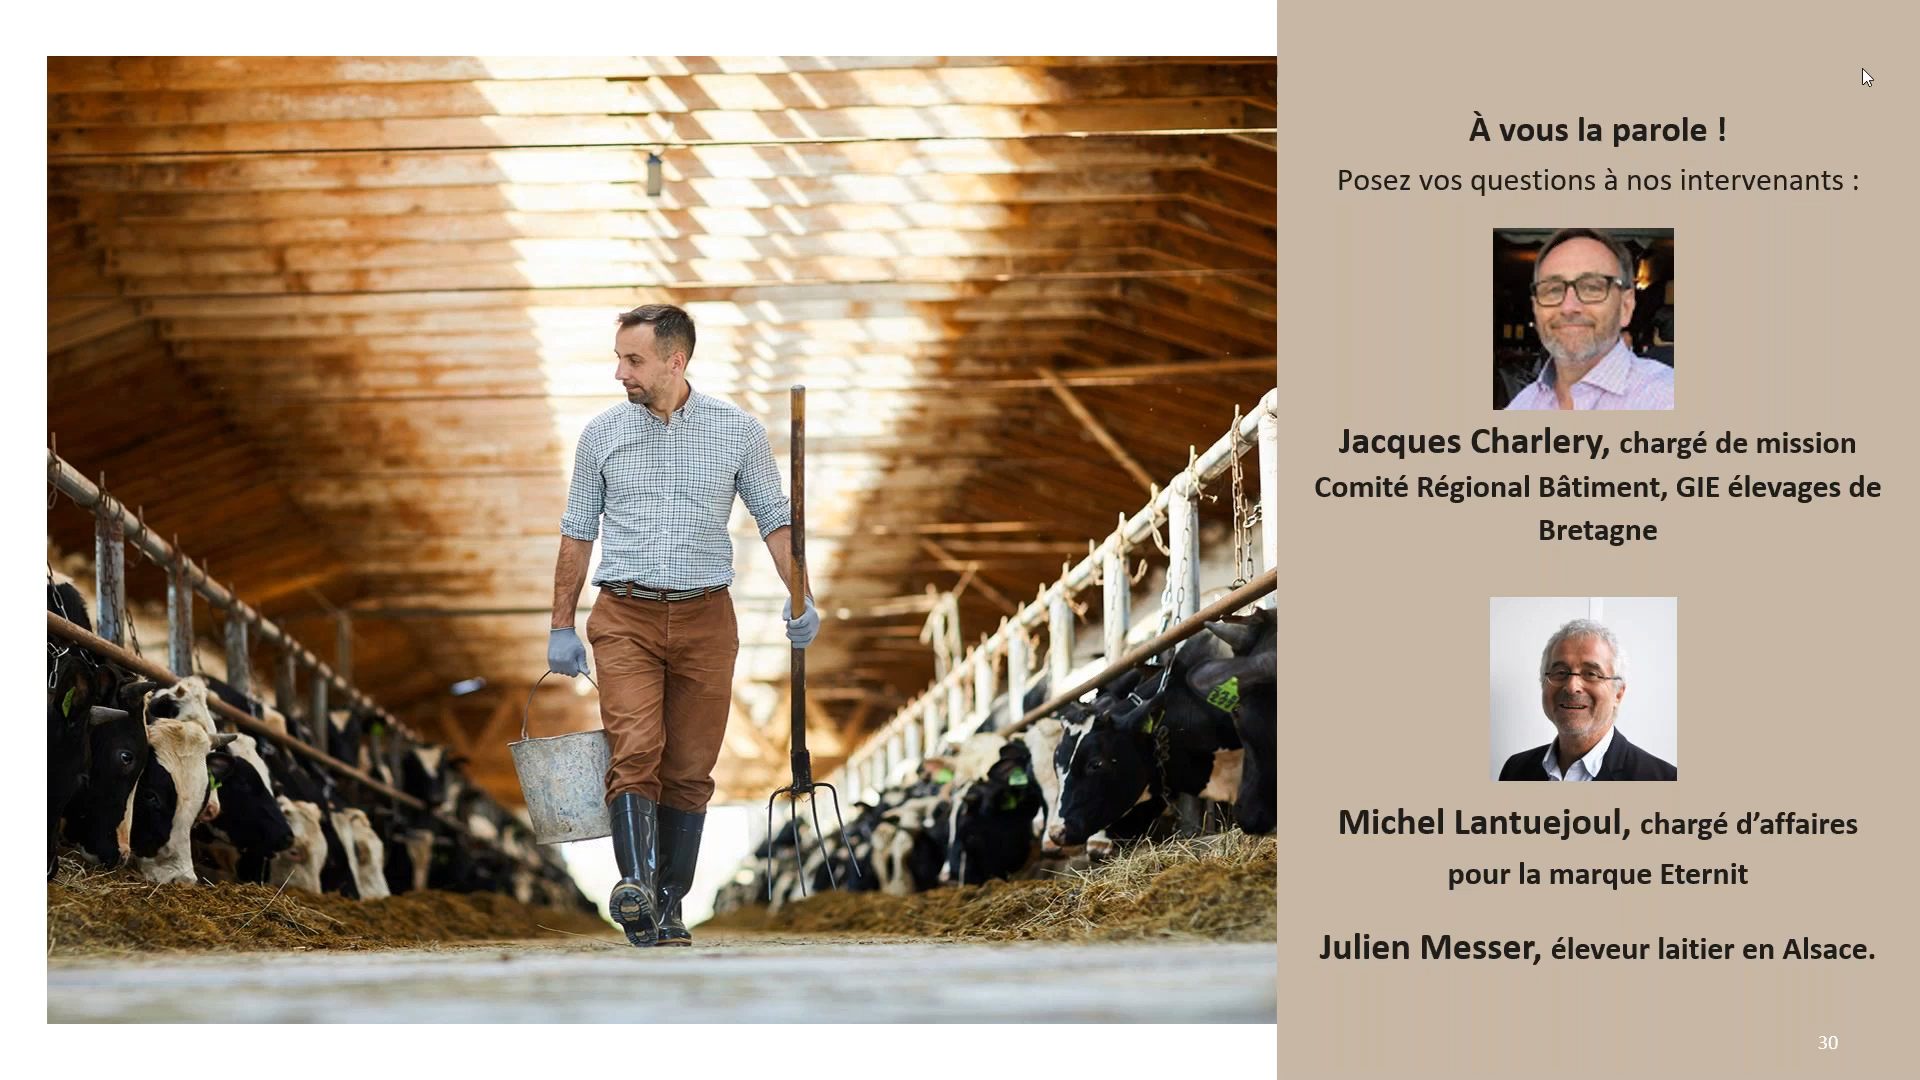 À vous la parole !
Posez vos questions à nos intervenants :
Jacques Charlery, chargé de mission
Comité Régional Bâtiment, GIE élevages de
Bretagne
Michel Lantuejoul, chargé d’affaires
pour la marque Eternit
Julien Messer, éleveur laitier en Alsace.
30